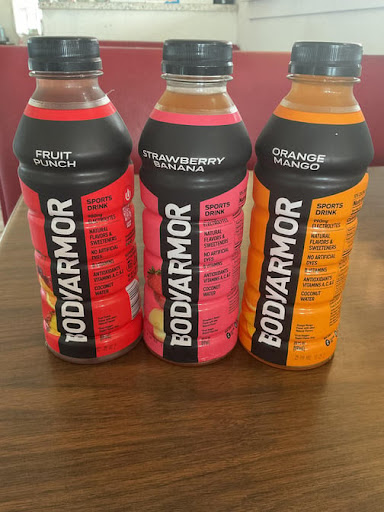 FRUIT
PUNCH
BODYARMOR
SPORTS
DRINK
ELECTROLYTES
NATURAL
FLAVORS &
SWEETENERS
NO ARTIFICIAL
DYES
ANTIOXIDANTS
VITAMINS A, C & E
COCONUT
WATER
STRAWBERRY
BANANA
BODYARMOR
SPORTS
DRINK
ELECTROLYTES
NATURAL
FLAVORS &
SWEETENERS
NO ARTIFICIAL
DYES
ANTIOXIDANTS
VITAMINS A, C & E
COCONUT
WATER
ORANGE
MANGO
BODYARMOR
SPORTS
DRINK
ELECTROLYTES
NATURAL
FLAVORS &
SWEETENERS
NO ARTIFICIAL
DYES
B VITAMINS
ANTIOXIDANTS
VITAMINS A, C & E
COCONUT
WATER